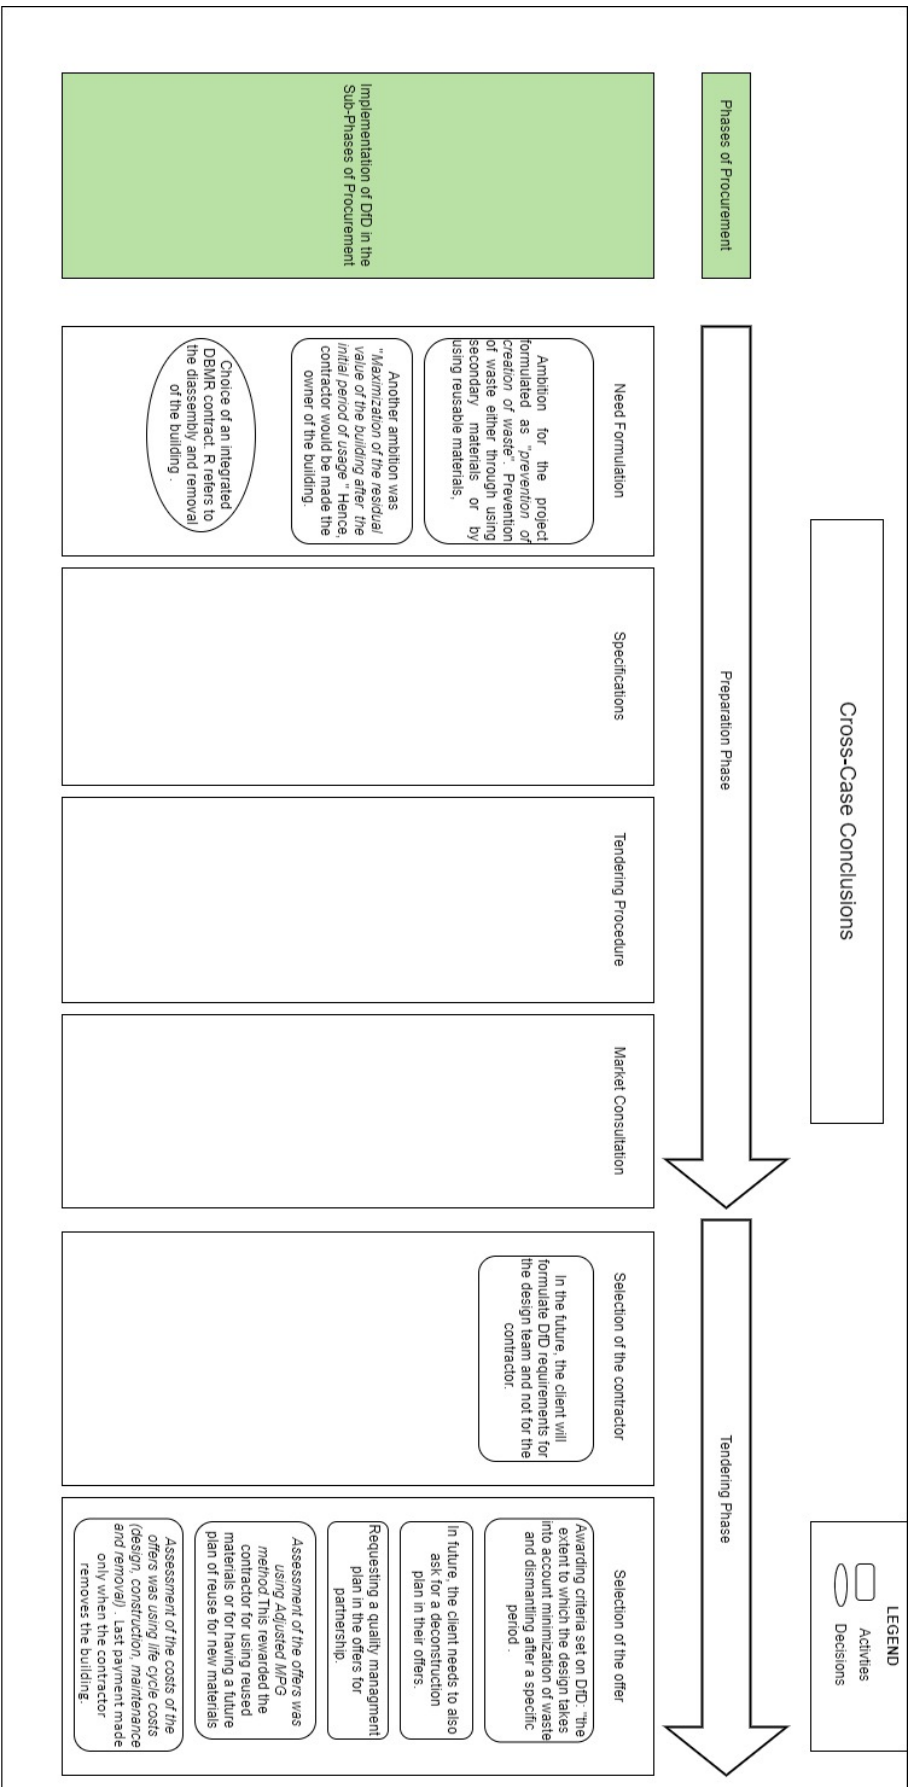 Cross-Case Conclusions
LEGEND
Activties
Decisions
Phases of Procurement
Preparation Phase
Tendering Phase
Implementation of DfD in the
Sub-Phases of Procurement
Need Formulation
Ambition for the project
formulated as "prevention of
creation of waste". Prevention
of waste either through using
secondary materials or by
using reusable materials,
Another ambition was
"Maximization of the residual
value of the building after the
initial period of usage " Hence,
contractor would be made the
owner of the building.
Choice of an integrated
DBMR contract. R refers to
the diassembly and removal
of the building .
Specifications
Tendering Procedure
Market Consultation
Selection of the contractor
In the future, the client will
formulate DfD requirements for
the design team and not for the
contractor.
Selection of the offer
Awarding criteria set on DfD: "the
extent to which the design takes
into account minimization of waste
and dismantling after a specific
period .
In future, the client needs to also
ask for a deconstruction
plan in their offers.
Requesting a quality managment
plan in the offers for
partnership.
Assessment of the offers was
using Adjusted MPG
method.This rewarded the
contractor for using reused
materials or for having a future
plan of reuse for new materials
Assessment of the costs of the
offers was using life cycle costs
(design, construction, maintenance
and removal) . Last payment made
only when the contractor
removes the building.